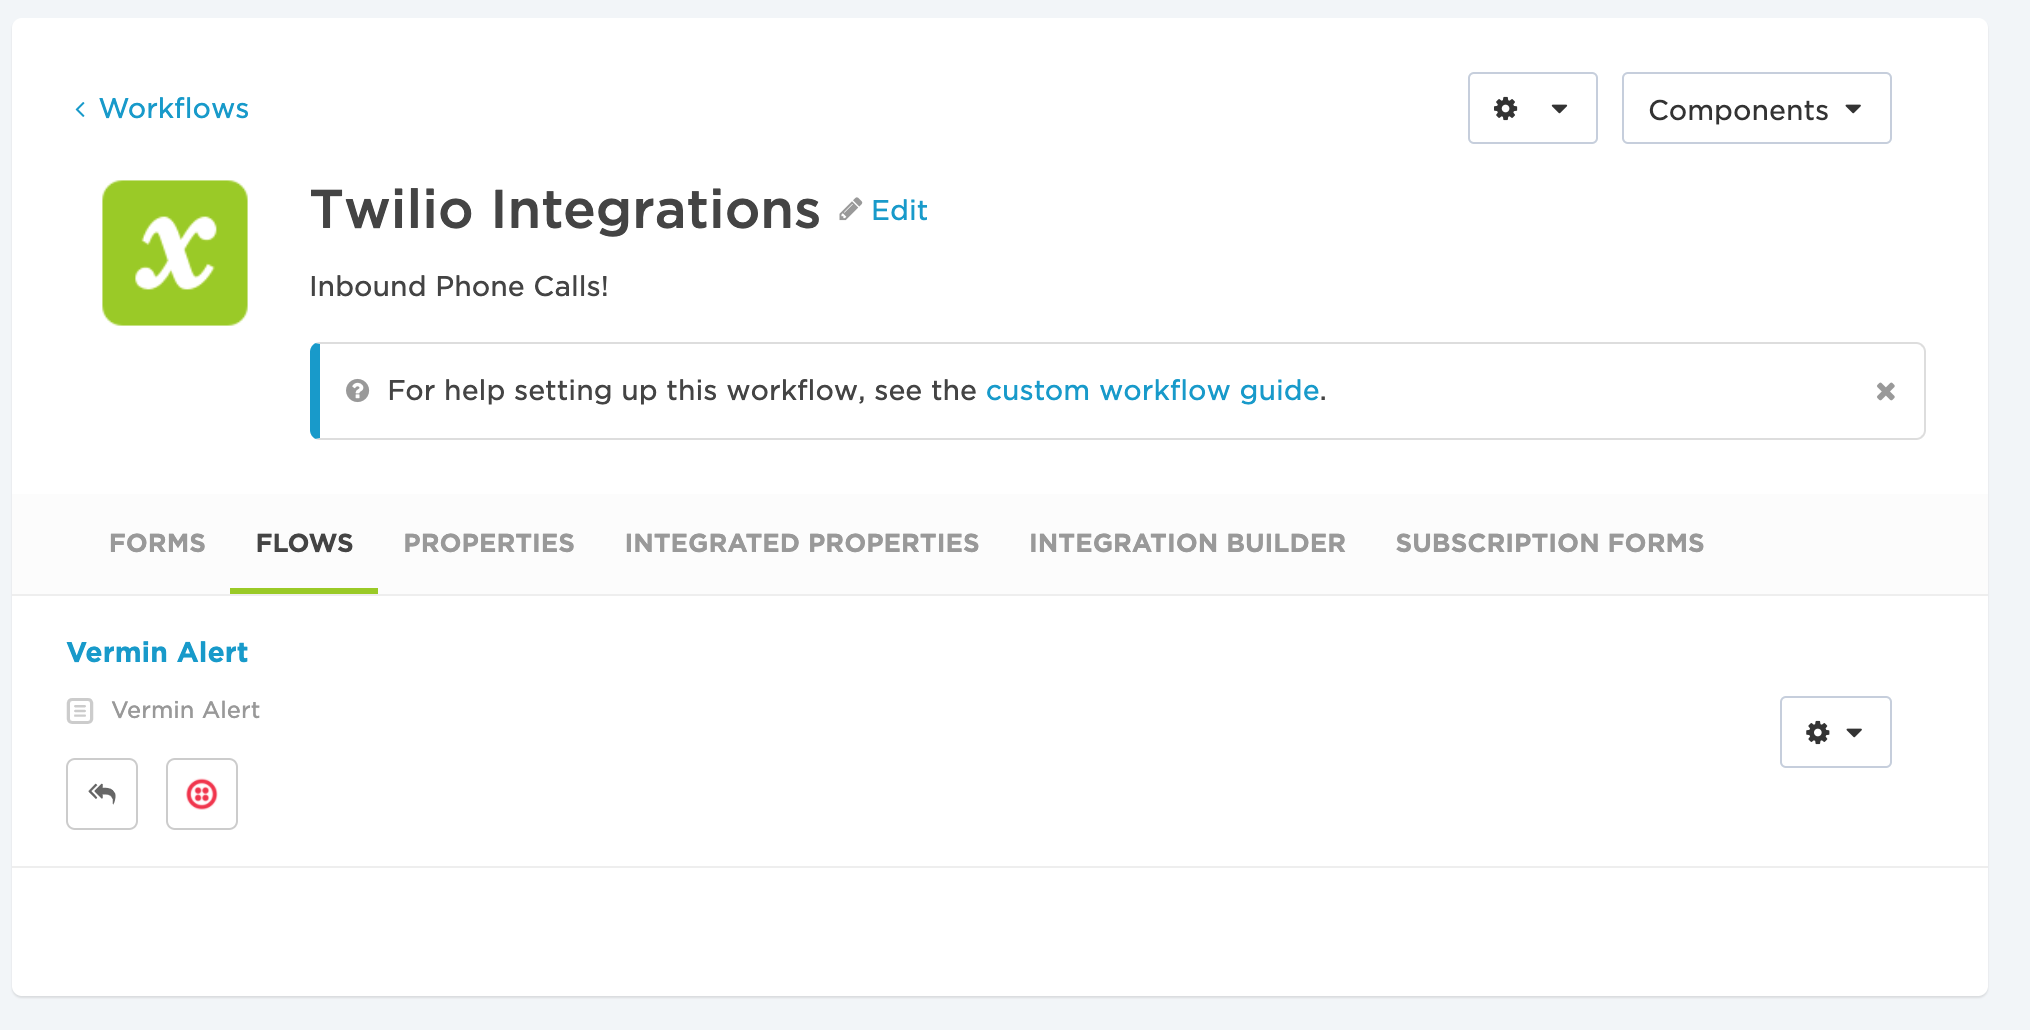 Workflows
Components
Twilio Integrations Edit
Inbound Phone Calls!
For help setting up this workflow, see the custom workflow guide.
FORMS FLOWS PROPERTIES INTEGRATED PROPERTIES INTEGRATION BUILDER SUBSCRIPTION FORMS
Vermin Alert
Vermin Alert